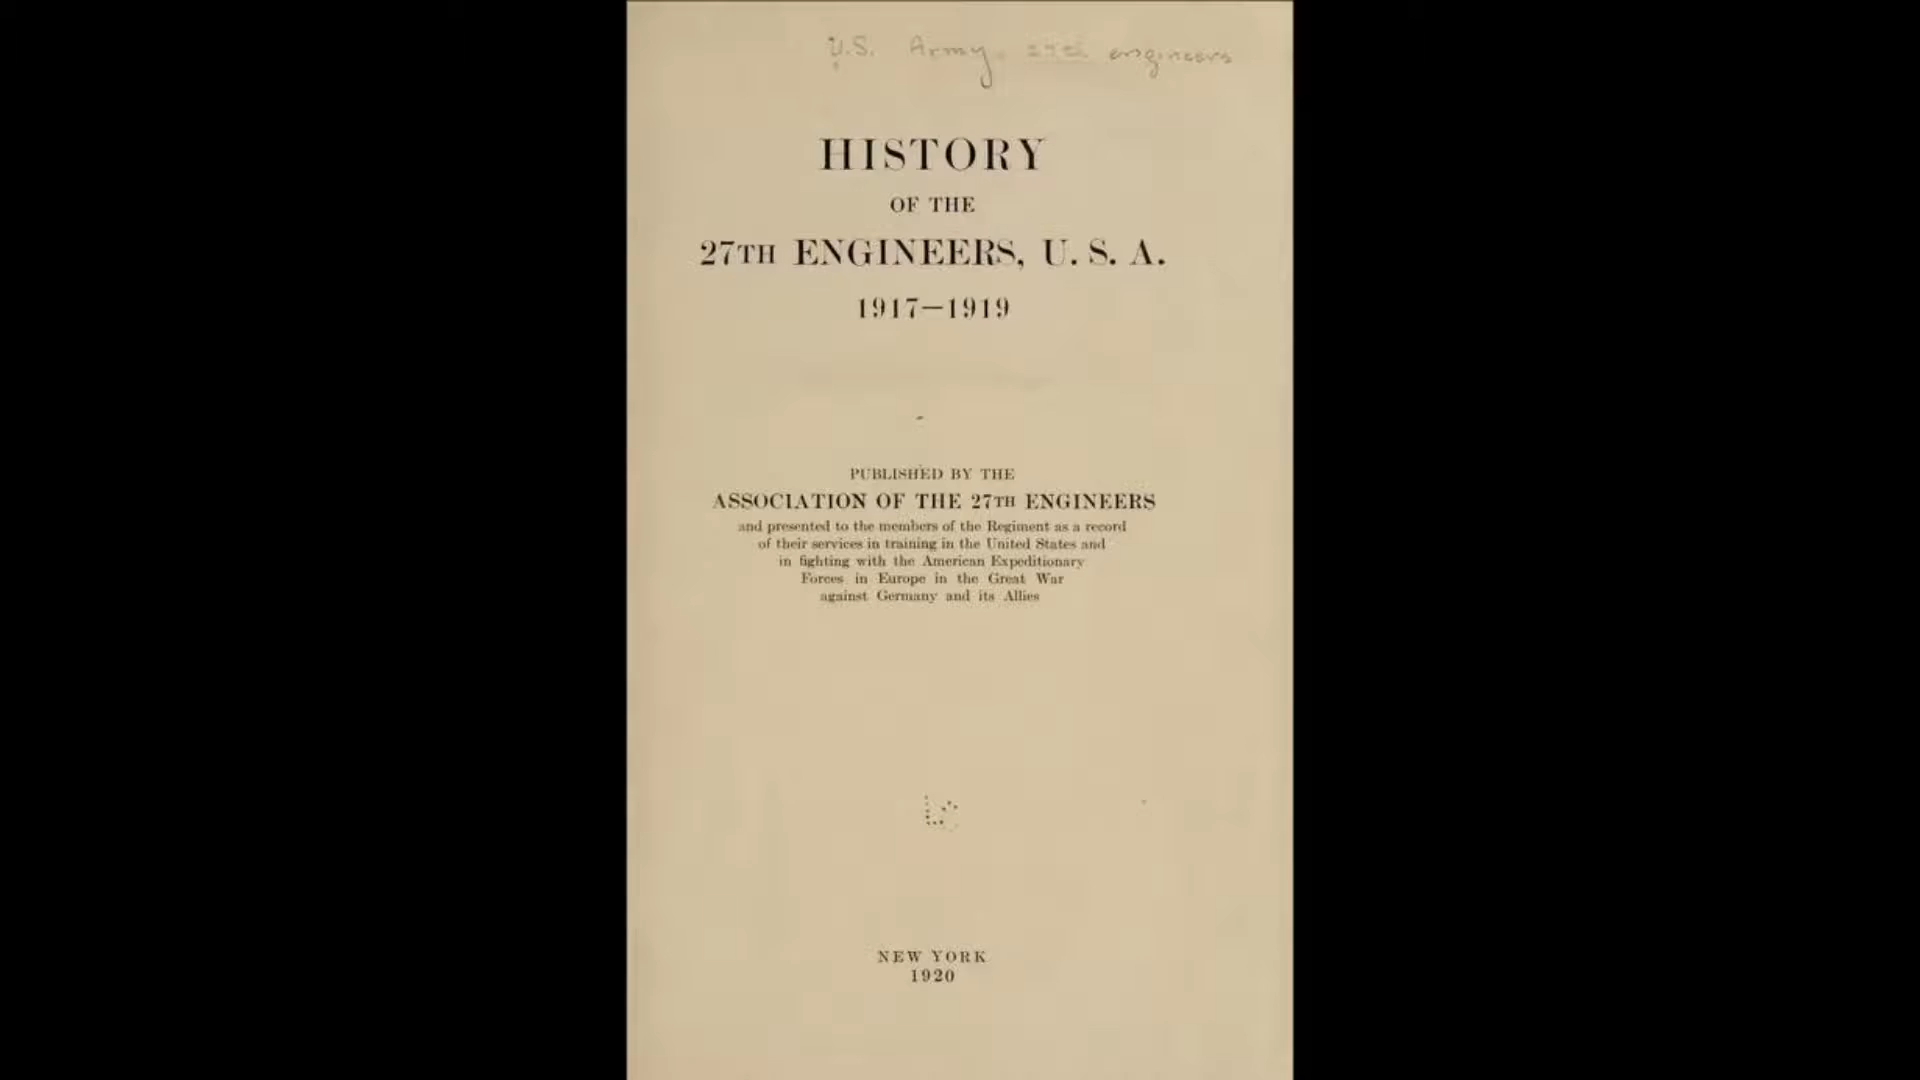 U.S. Army. 27th engineers
HISTORY
OF THE
27TH ENGINEERS, U. S. A.
1917—1919
PUBLISHED BY THE
ASSOCIATION OF THE 27TH ENGINEERS
and presented to the members of the Regiment as a record
of their services in training in the United States and
in fighting with the American Expeditionary
Forces in Europe in the Great War
against Germany and its Allies
NEW YORK
1920